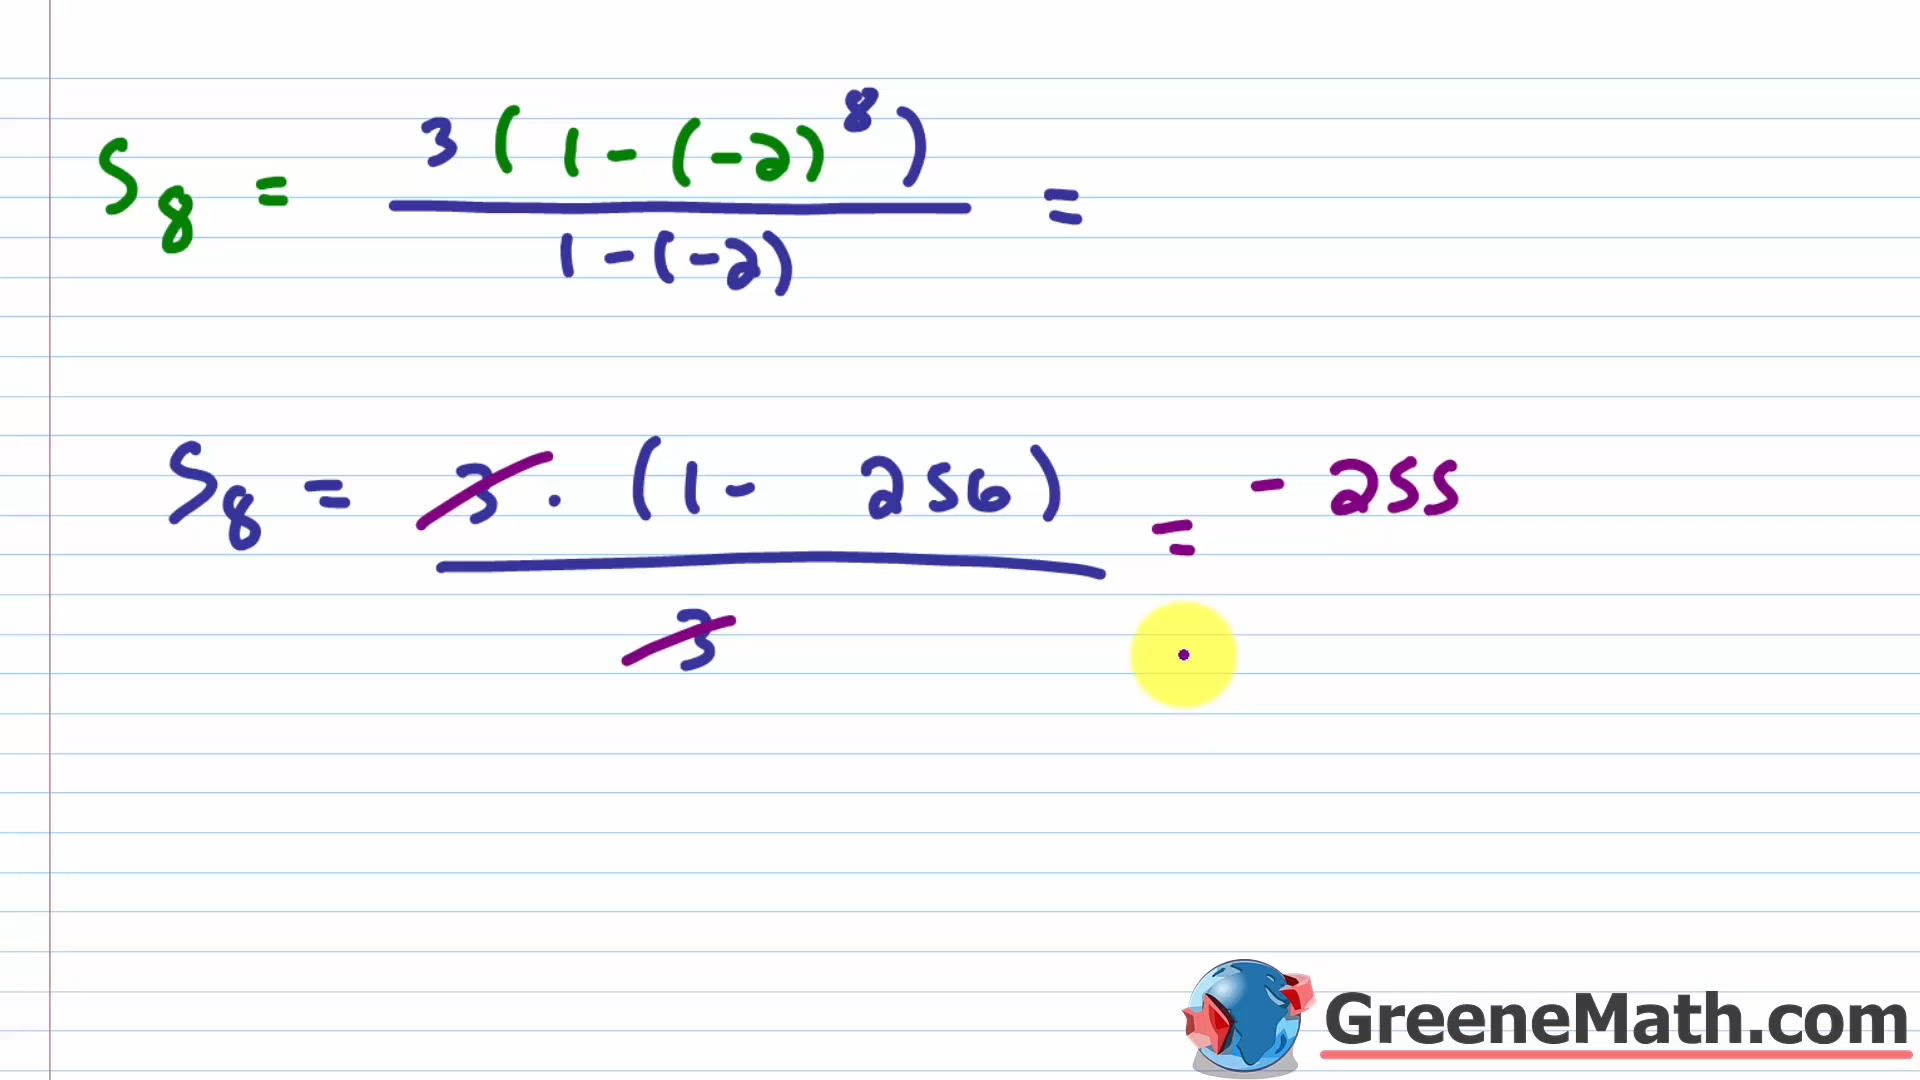 S₈ = 3 ( 1 - (-2)⁸ ) / 1 - (-2) =
S₈ = 3 · (1 - 256) / 3 = - 255
GreeneMath.com